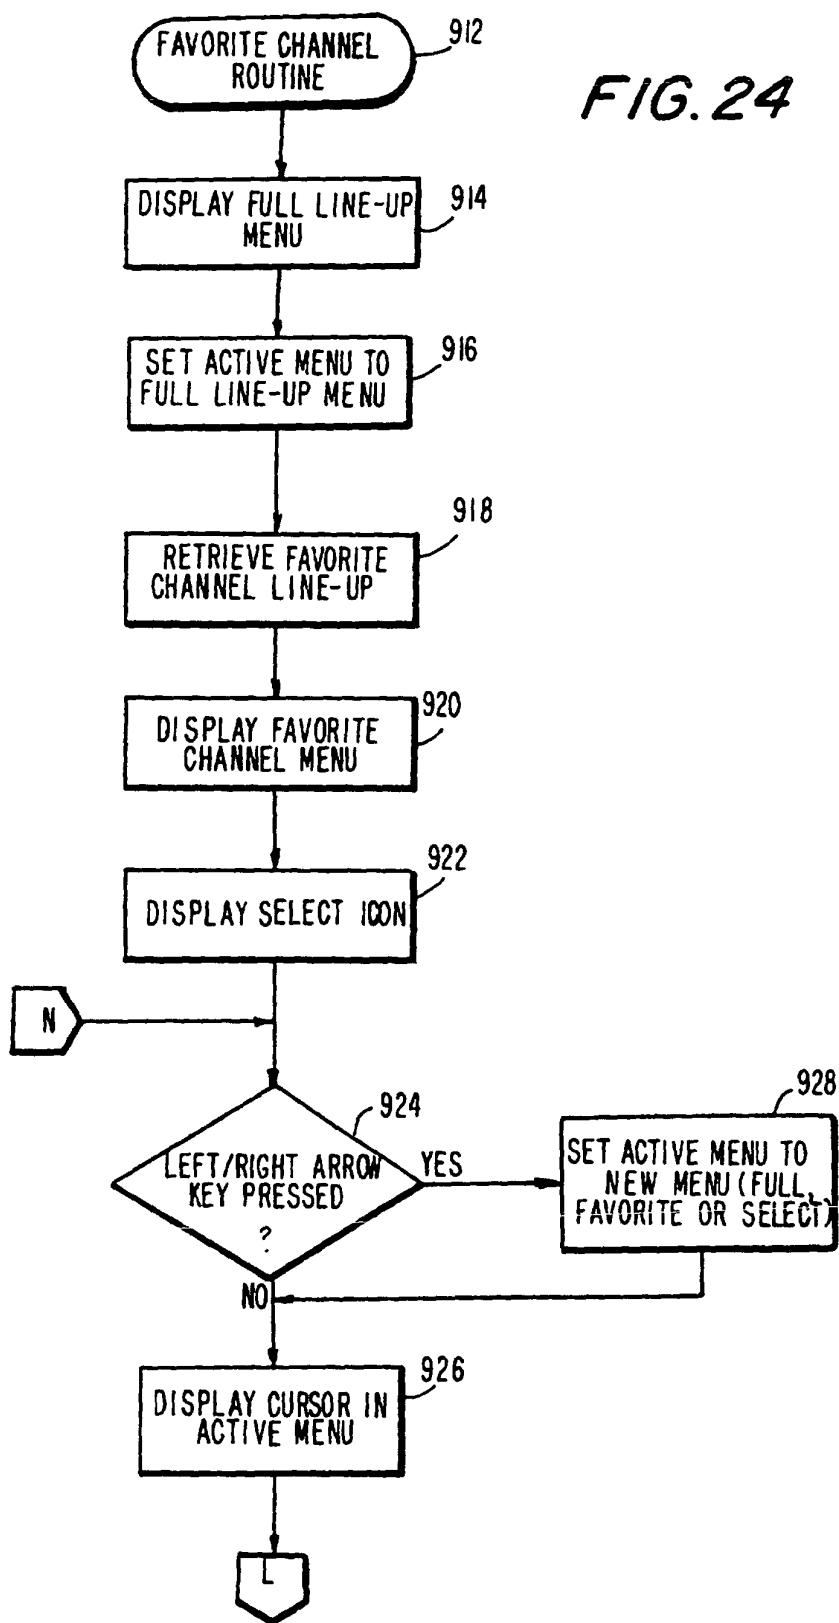 FAVORITE CHANNEL
ROUTINE
912
FIG. 24
DISPLAY FULL LINE-UP
MENU
914
SET ACTIVE MENU TO
FULL LINE-UP MENU
916
RETRIEVE FAVORITE
CHANNEL LINE-UP
918
DISPLAY FAVORITE
CHANNEL MENU
920
DISPLAY SELECT ICON
922
N
LEFT/RIGHT ARROW
KEY PRESSED
?
924
YES
SET ACTIVE MENU TO
NEW MENU (FULL,
FAVORITE OR SELECT)
928
NO
DISPLAY CURSOR IN
ACTIVE MENU
926
L